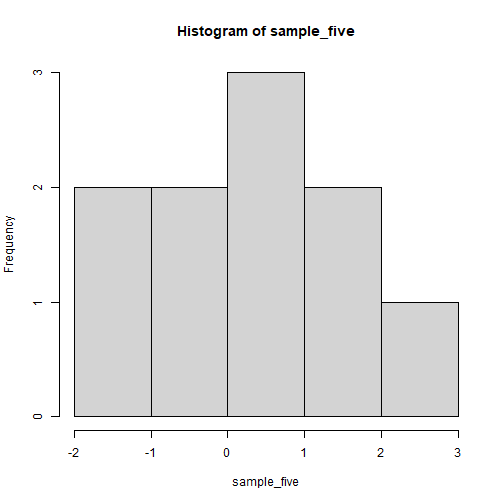 Histogram of sample_five
Frequency
3
2
1
0
-2 -1 0 1 2 3
sample_five